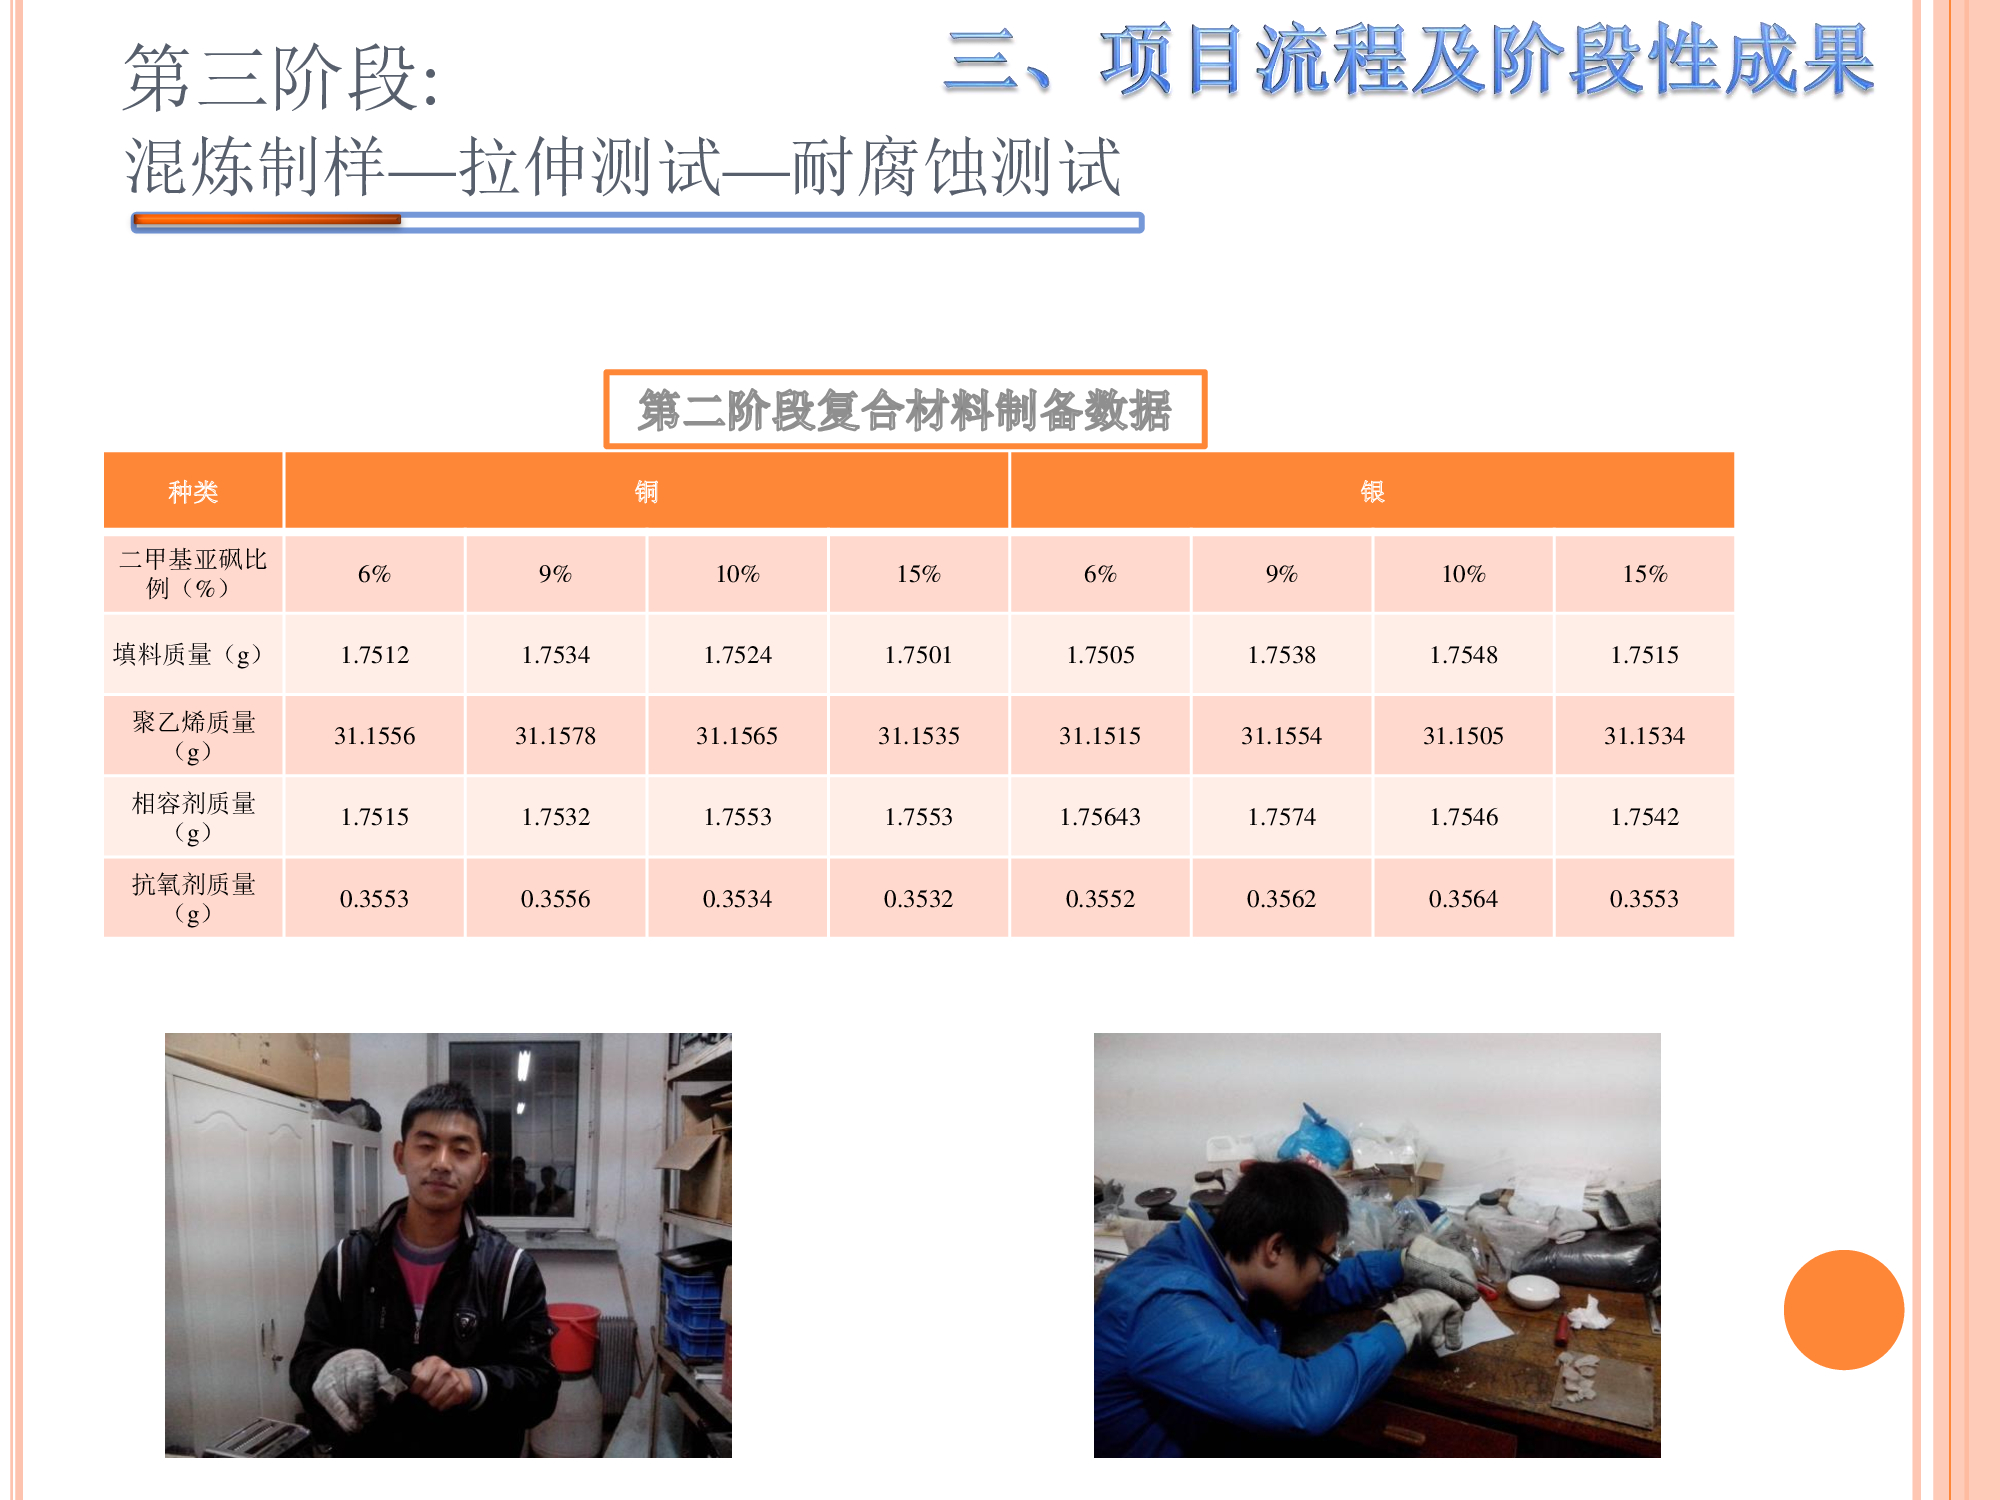 三、项目流程及阶段性成果
第三阶段:
混炼制样—拉伸测试—耐腐蚀测试
第二阶段复合材料制备数据
种类 铜 银
二甲基亚砜比
例（%） 6% 9% 10% 15% 6% 9% 10% 15%
填料质量（g） 1.7512 1.7534 1.7524 1.7501 1.7505 1.7538 1.7548 1.7515
聚乙烯质量
（g） 31.1556 31.1578 31.1565 31.1535 31.1515 31.1554 31.1505 31.1534
相容剂质量
（g） 1.7515 1.7532 1.7553 1.7553 1.75643 1.7574 1.7546 1.7542
抗氧剂质量
（g） 0.3553 0.3556 0.3534 0.3532 0.3552 0.3562 0.3564 0.3553